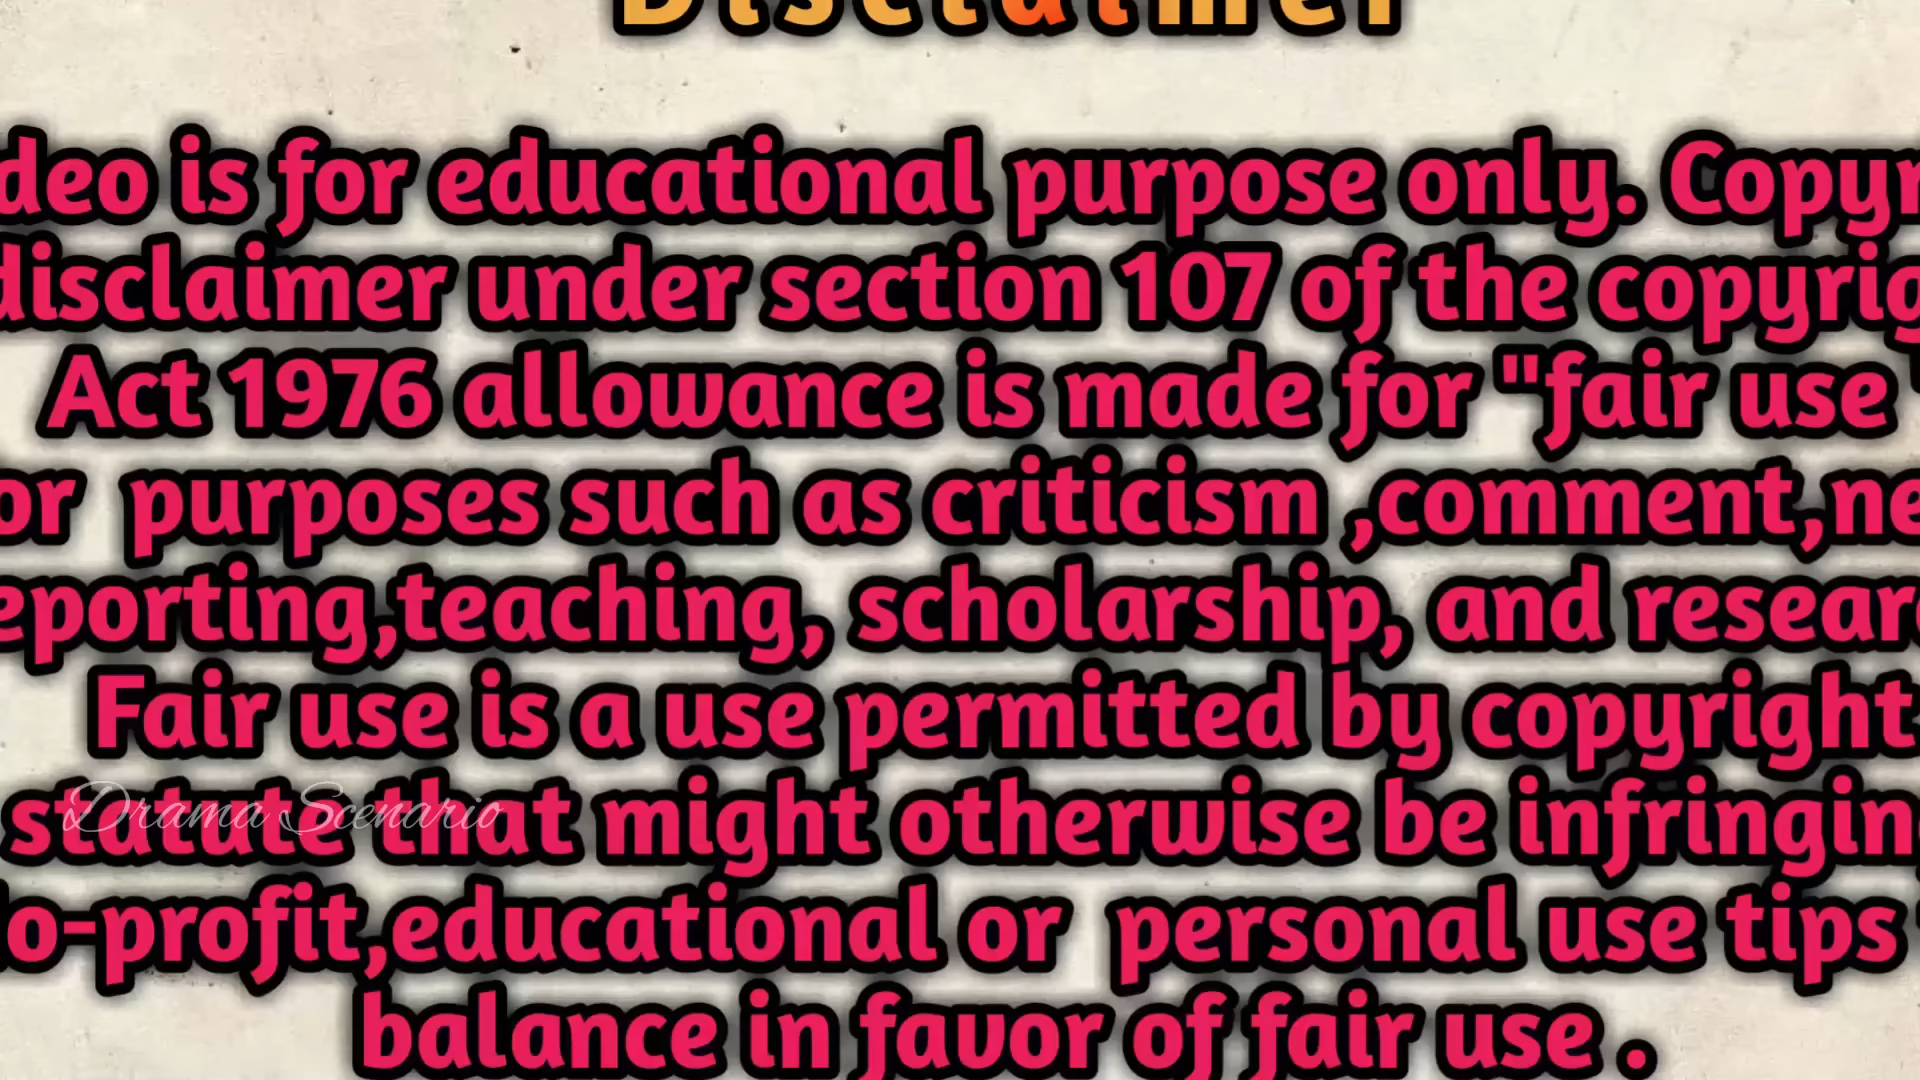 Disclaimer
deo is for educational purpose only. Copyr
disclaimer under section 107 of the copyrig
Act 1976 allowance is made for "fair use
or purposes such as criticism ,comment,ne
eporting,teaching, scholarship, and resear
Fair use is a use permitted by copyright
statute that might otherwise be infringin
Drama Scenario
o-profit,educational or personal use tips
balance in favor of fair use .